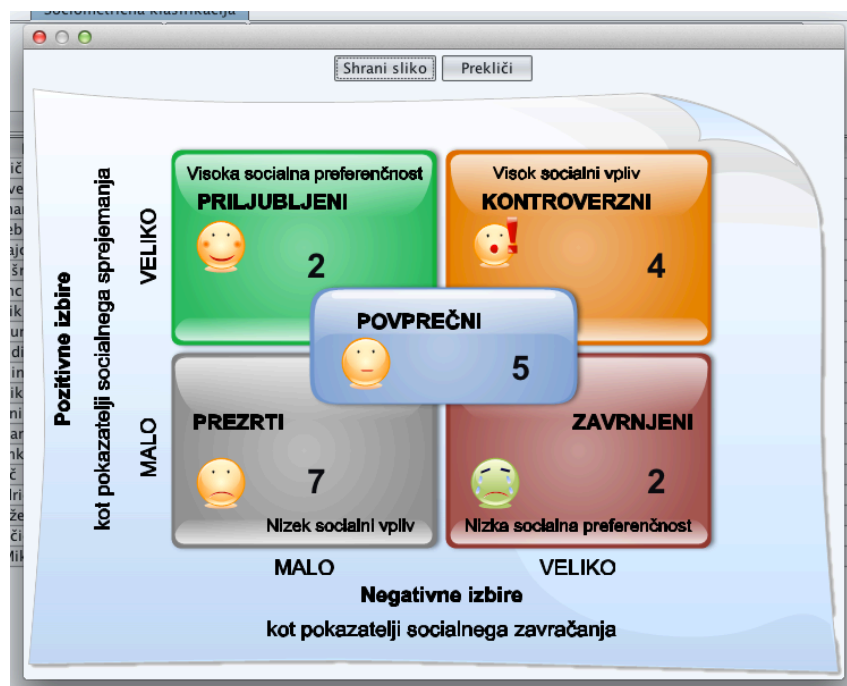 Sociometrična klasifikacija
Shrani sliko
Prekliči
Pozitivne izbire
kot pokazatelji socialnega sprejemanja
VELIKO
MALO
Visoka socialna preferenčnost
PRILJUBLJENI
2
Visok socialni vpliv
KONTROVERZNI
4
POVPREČNI
5
PREZRTI
7
Nizek socialni vpliv
ZAVRNJENI
2
Nizka socialna preferenčnost
MALO
VELIKO
Negativne izbire
kot pokazatelji socialnega zavračanja